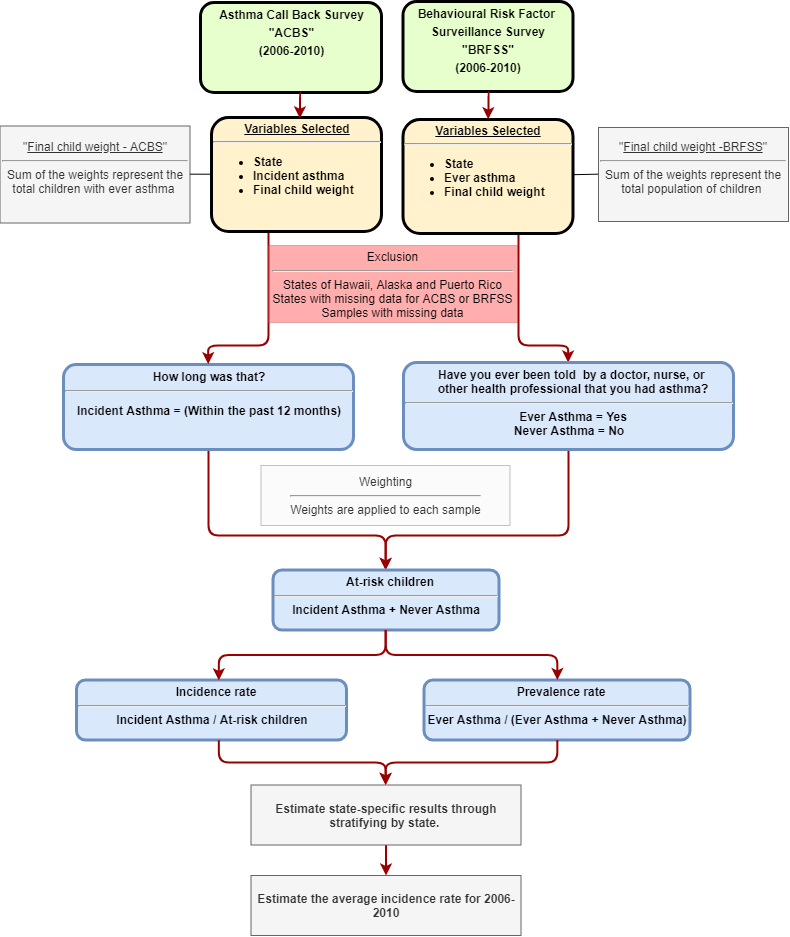 Asthma Call Back Survey
"ACBS"
(2006-2010)
Behavioural Risk Factor
Surveillance Survey
"BRFSS"
(2006-2010)
"Final child weight - ACBS"
Sum of the weights represent the
total children with ever asthma
Variables Selected
• State
• Incident asthma
• Final child weight
Variables Selected
• State
• Ever asthma
• Final child weight
"Final child weight -BRFSS"
Sum of the weights represent the
total population of children
Exclusion
States of Hawaii, Alaska and Puerto Rico
States with missing data for ACBS or BRFSS
Samples with missing data
How long was that?
Incident Asthma = (Within the past 12 months)
Have you ever been told by a doctor, nurse, or
other health professional that you had asthma?
Ever Asthma = Yes
Never Asthma = No
Weighting
Weights are applied to each sample
At-risk children
Incident Asthma + Never Asthma
Incidence rate
Incident Asthma / At-risk children
Prevalence rate
Ever Asthma / (Ever Asthma + Never Asthma)
Estimate state-specific results through
stratifying by state.
Estimate the average incidence rate for 2006-
2010